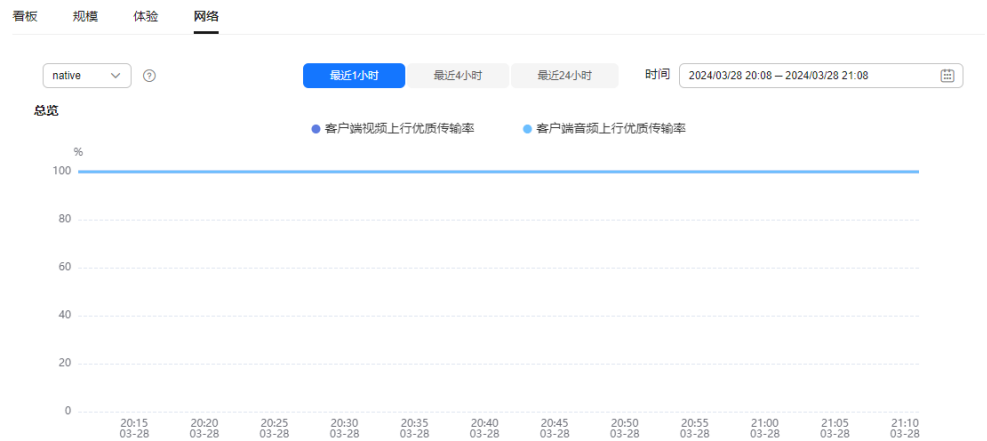 看板 规模 体验 网络
native 最近1小时 最近4小时 最近24小时 时间 2024/03/28 20:08 — 2024/03/28 21:08
总览
客户端视频上行优质传输率 客户端音频上行优质传输率
%
100
80
60
40
20
0
20:15 20:20 20:25 20:30 20:35 20:40 20:45 20:50 20:55 21:00 21:05 21:10
03-28 03-28 03-28 03-28 03-28 03-28 03-28 03-28 03-28 03-28 03-28 03-28